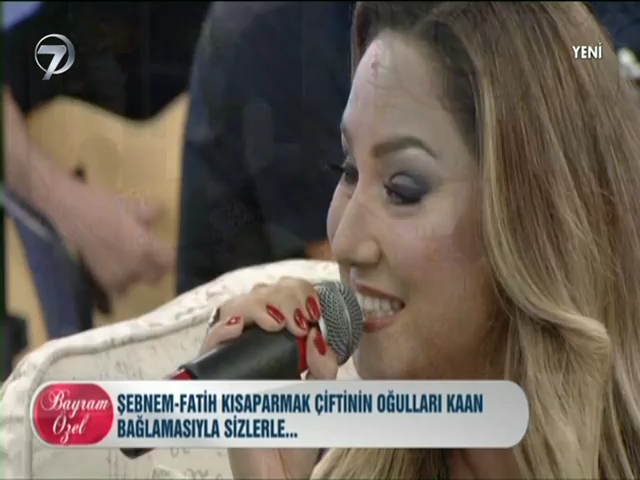 7
YENİ
Bayram
Özel
ŞEBNEM-FATİH KISAPARMAK ÇİFTİNİN OĞULLARI KAAN
BAĞLAMASIYLA SİZLERLE...